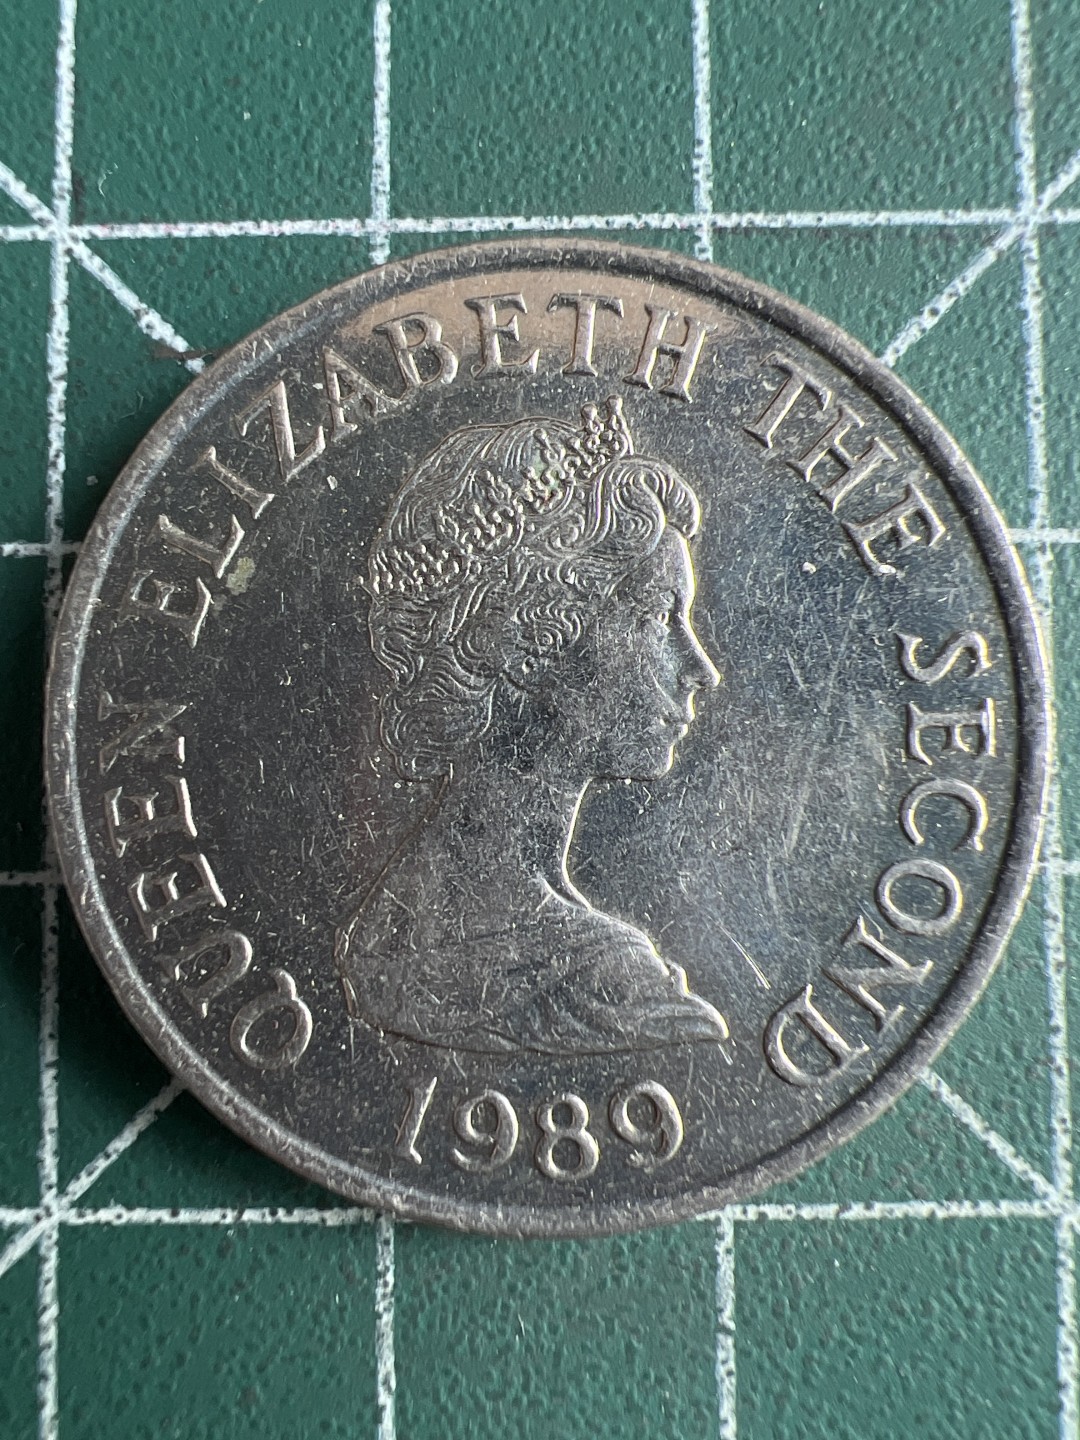 QUEEN ELIZABETH THE SECOND
1989